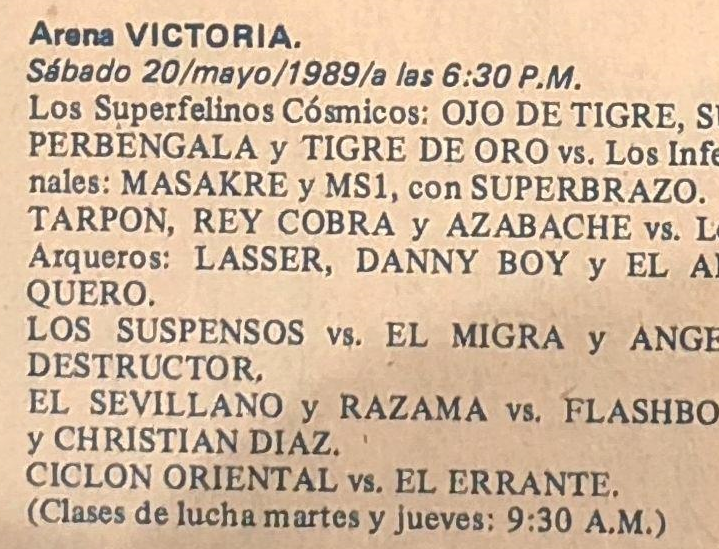 Arena VICTORIA.
Sábado 20/mayo/1989/a las 6:30 P.M.
Los Superfelinos Cósmicos: OJO DE TIGRE,
PERBENGALA y TIGRE DE ORO vs. Los
nales: MASAKRE y MS1, con SUPERBRAZO.
TARPON, REY COBRA y AZABACHE vs.
Arqueros: LASSER, DANNY BOY y EL
QUERO.
LOS SUSPENSOS vs. EL MIGRA y
DESTRUCTOR.
EL SEVILLANO y RAZAMA vs.
y CHRISTIAN DIAZ.
CICLON ORIENTAL vs. EL ERRANTE.
(Clases de lucha martes y jueves: 9:30 A.M.)